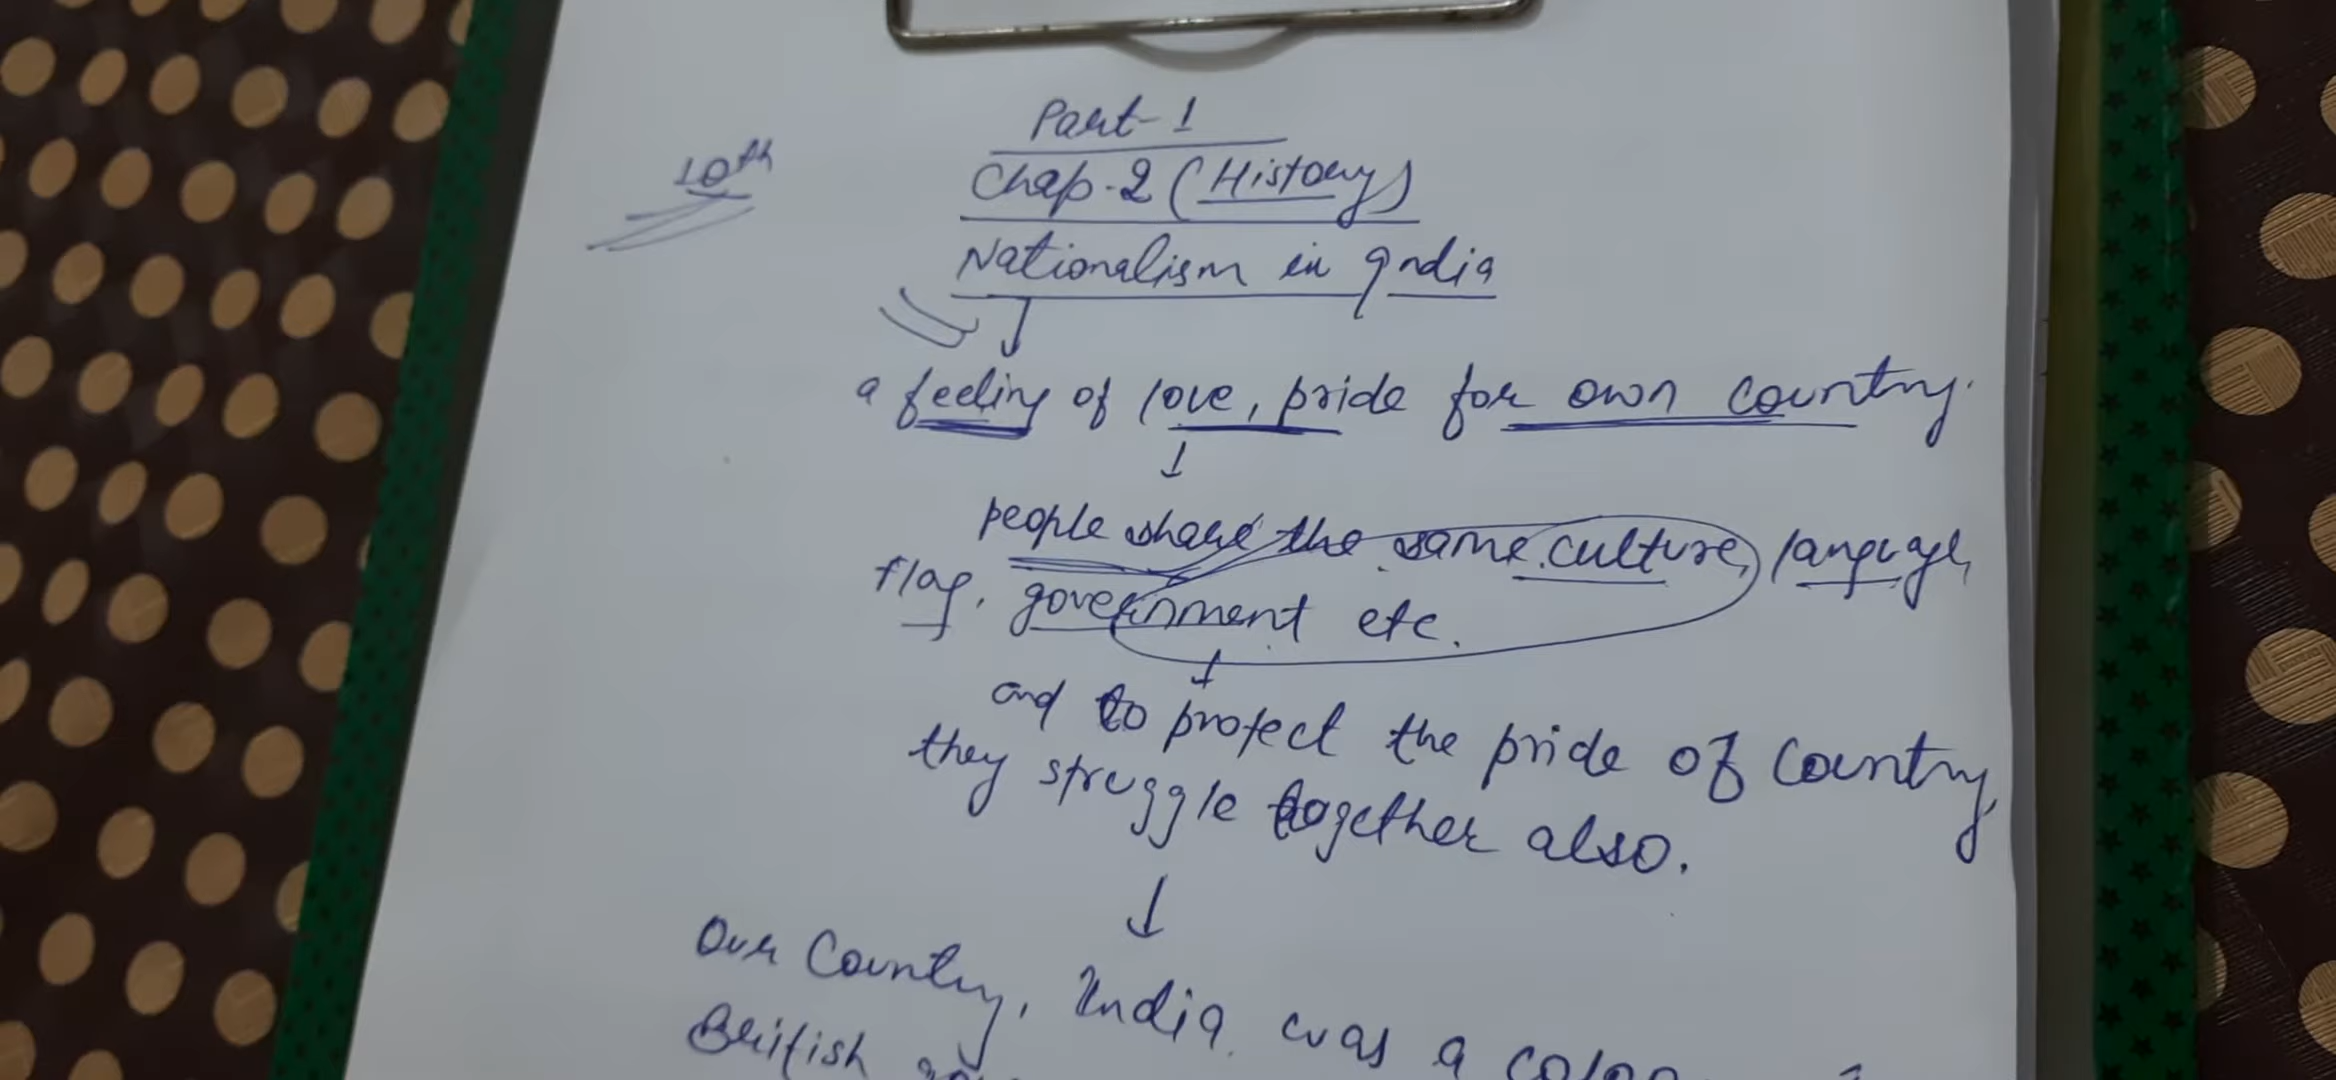 Part-1
10th
Chap-2 (History)
Nationalism in India
a feeling of love, pride for own country.
people share the same culture, language,
flag, government etc.
and to protect the pride of Country,
they struggle together also.
Our Country, India was a
British